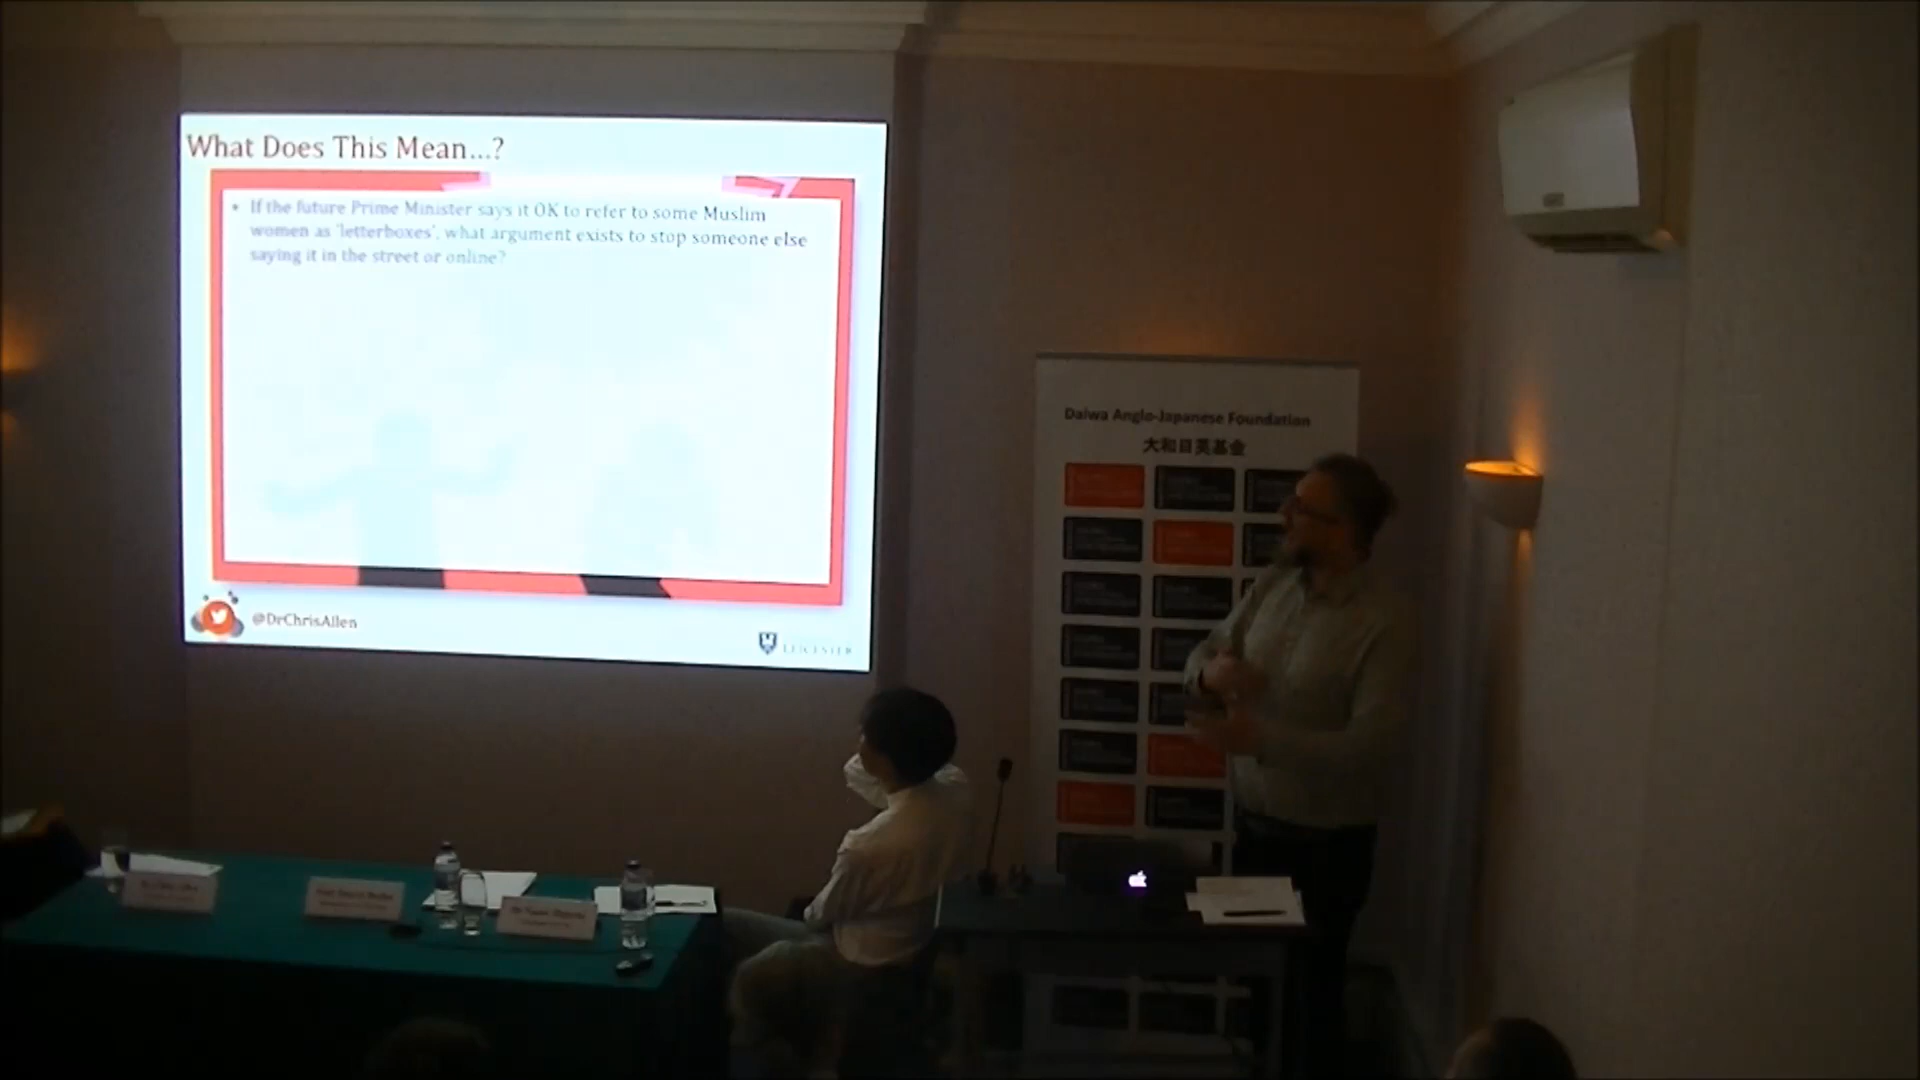 What Does This Mean...?
• If the future Prime Minister says it OK to refer to some Muslim
women as 'letterboxes', what argument exists to stop someone else
saying it in the street or online?
@DrChrisAllen
LEICESTER
Daiwa Anglo-Japanese Foundation
大和日英基金